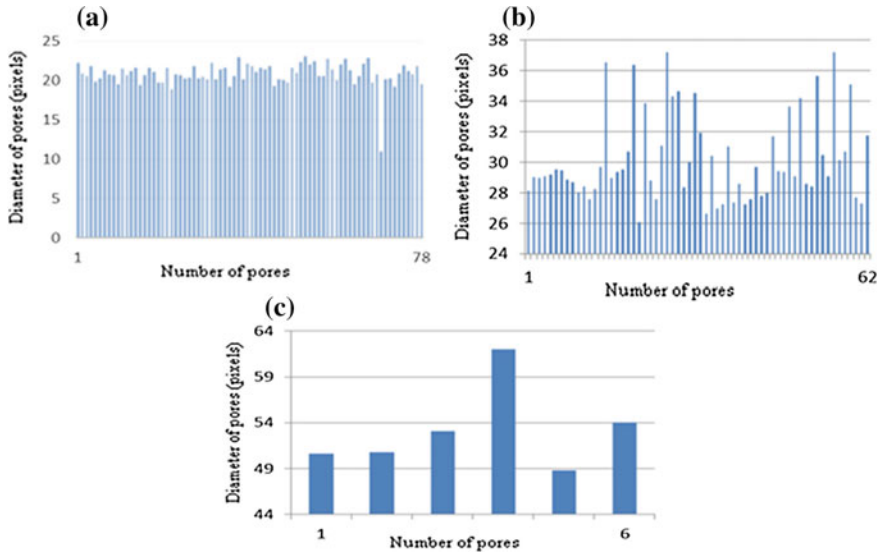 (a)
25
20
15
10
5
0
Diameter of pores (pixels)
1
78
Number of pores
(b)
38
36
34
32
30
28
26
24
Diameter of pores (pixels)
1
62
Number of pores
(c)
64
59
54
49
44
Diameter of pores (pixels)
1
6
Number of pores